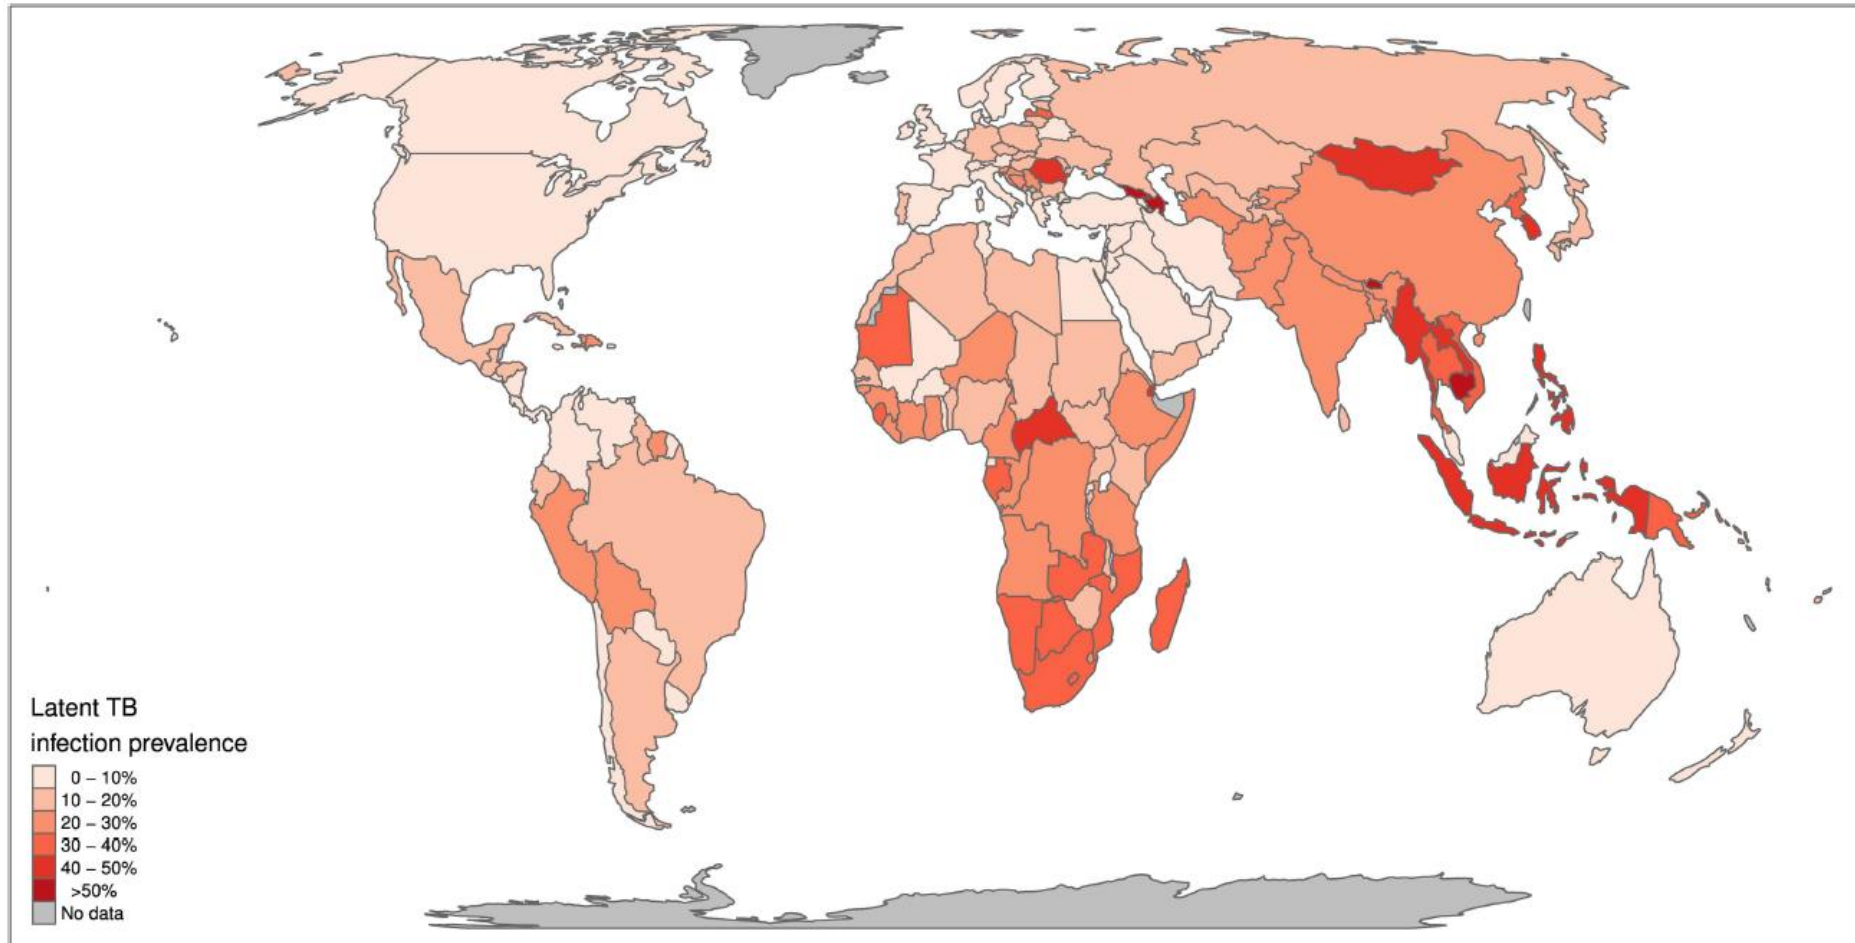 Latent TB
infection prevalence
0 – 10%
10 – 20%
20 – 30%
30 – 40%
40 – 50%
>50%
No data